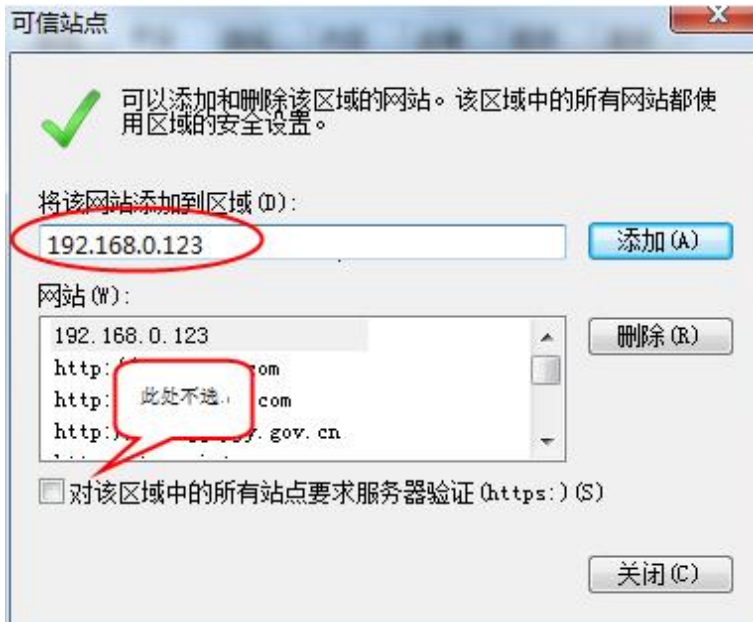 可信站点
可以添加和删除该区域的网站。该区域中的所有网站都使
用区域的安全设置。
将该网站添加到区域(D):
192.168.0.123
添加(A)
网站(W):
192.168.0.123
删除(R)
http:
com
http:
com
此处不选
http:
.gov.cn
对该区域中的所有站点要求服务器验证(https:)(S)
关闭(C)